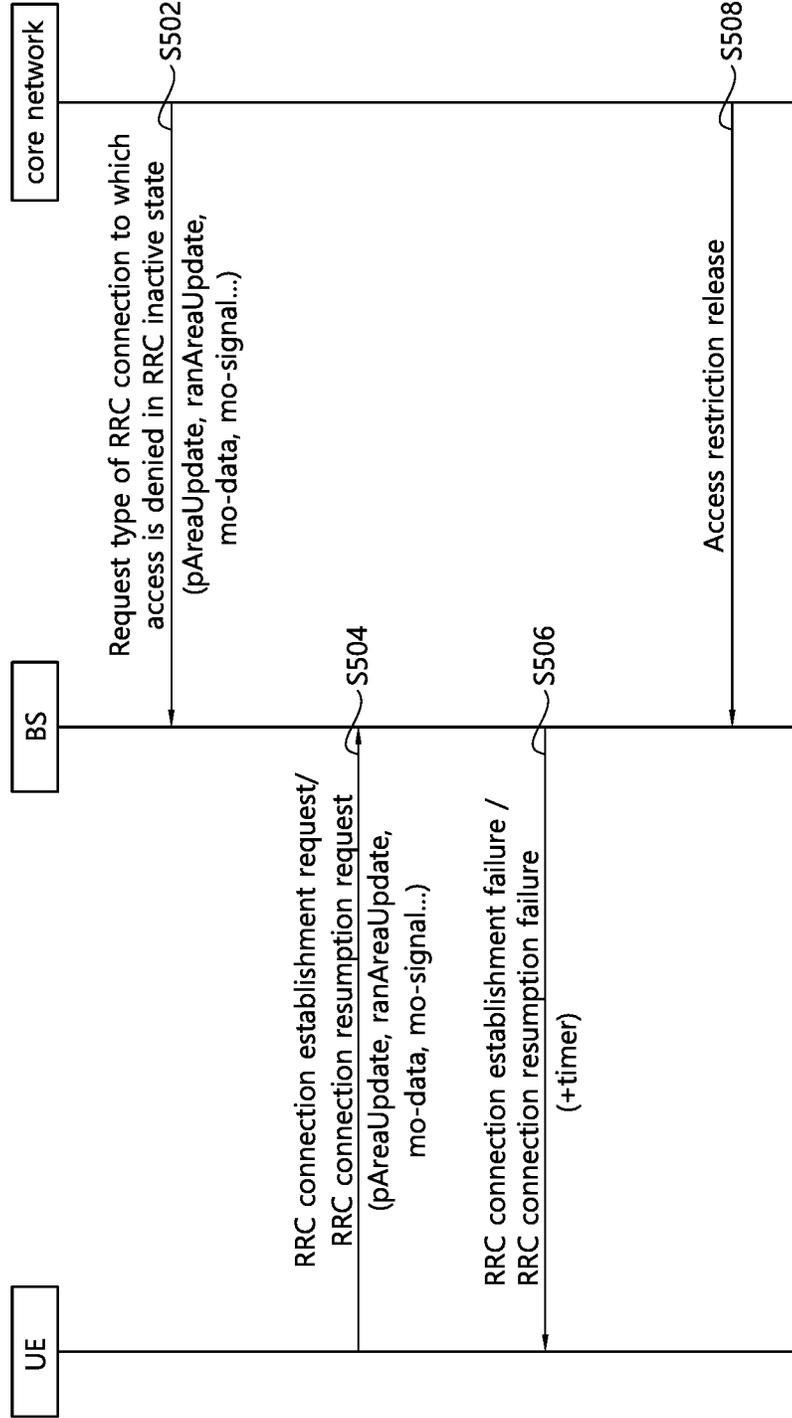 UE
BS
core network
Request type of RRC connection to which
access is denied in RRC inactive state
(pAreaUpdate, ranAreaUpdate,
mo-data, mo-signal...)
S502
RRC connection establishment request/
RRC connection resumption request
(pAreaUpdate, ranAreaUpdate,
mo-data, mo-signal...)
S504
RRC connection establishment failure /
RRC connection resumption failure
(+timer)
S506
Access restriction release
S508